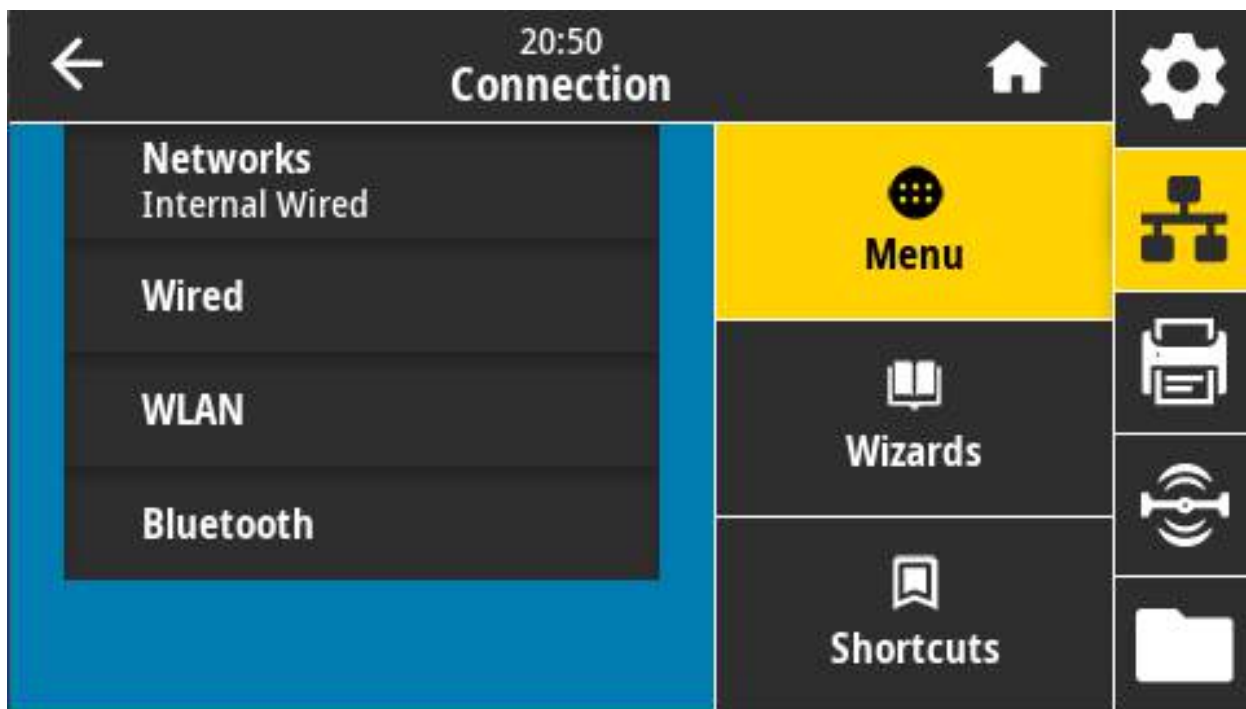 20:50
Connection
Networks
Internal Wired
Wired
WLAN
Bluetooth
Menu
Wizards
Shortcuts